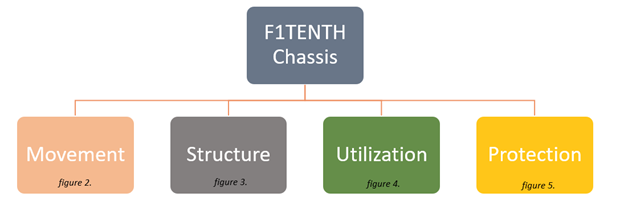 F1TENTH
Chassis
Movement
figure 2.
Structure
figure 3.
Utilization
figure 4.
Protection
figure 5.